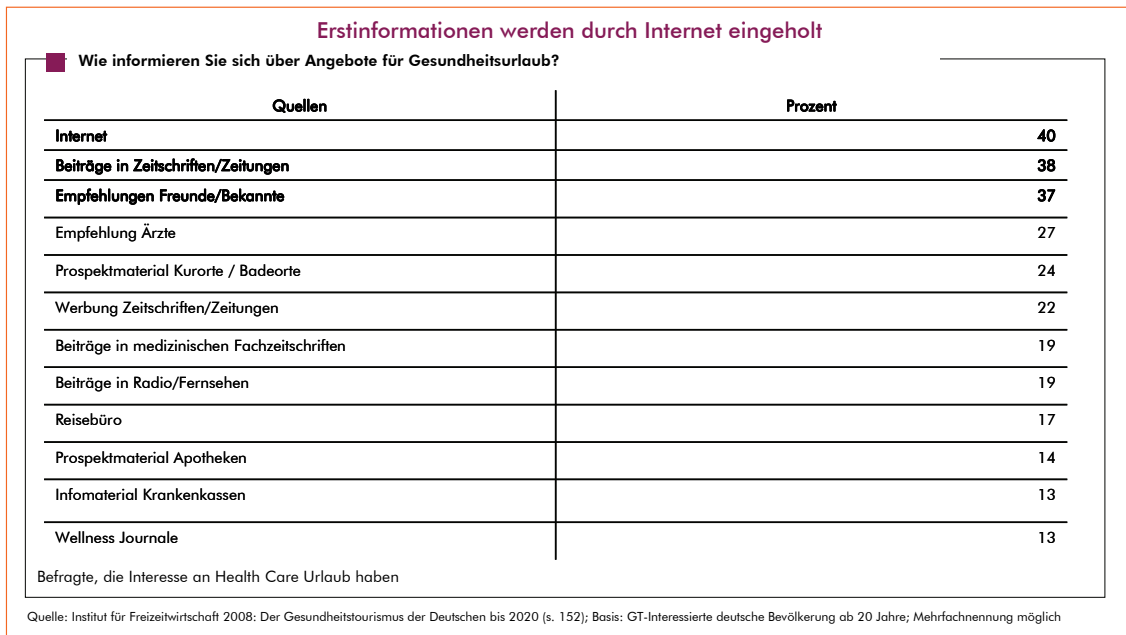 Erstinformationen werden durch Internet eingeholt
Wie informieren Sie sich über Angebote für Gesundheitsurlaub?
Quellen Prozent
Internet 40
Beiträge in Zeitschriften/Zeitungen 38
Empfehlungen Freunde/Bekannte 37
Empfehlung Ärzte 27
Prospektmaterial Kurorte / Badeorte 24
Werbung Zeitschriften/Zeitungen 22
Beiträge in medizinischen Fachzeitschriften 19
Beiträge in Radio/Fernsehen 19
Reisebüro 17
Prospektmaterial Apotheken 14
Infomaterial Krankenkassen 13
Wellness Journale 13
Befragte, die Interesse an Health Care Urlaub haben
Quelle: Institut für Freizeitwirtschaft 2008: Der Gesundheitstourismus der Deutschen bis 2020 (s. 152); Basis: GT-Interessierte deutsche Bevölkerung ab 20 Jahre; Mehrfachnennung möglich